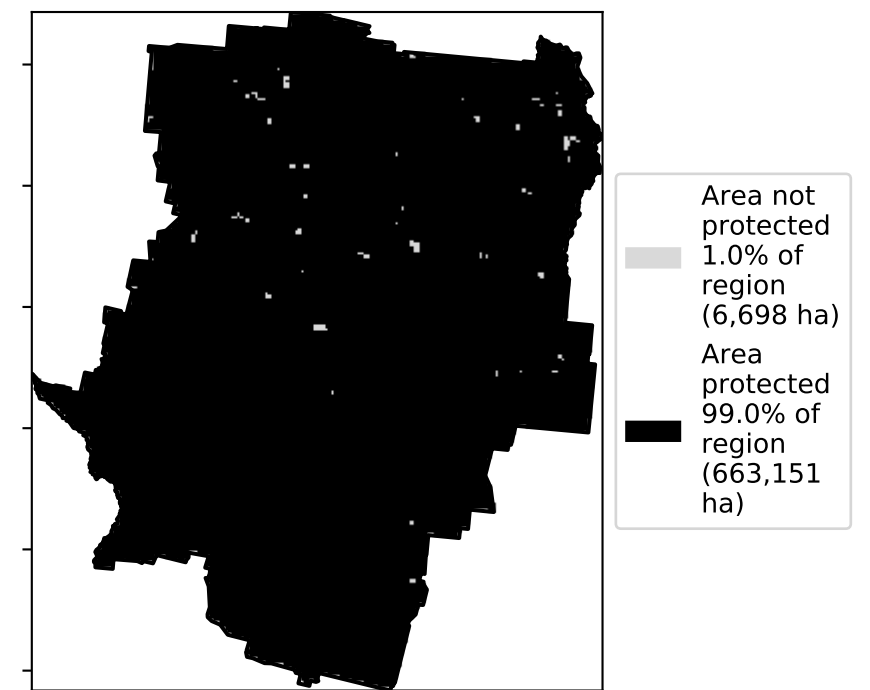 Area not
protected
1.0% of
region
(6,698 ha)
Area
protected
99.0% of
region
(663,151
ha)